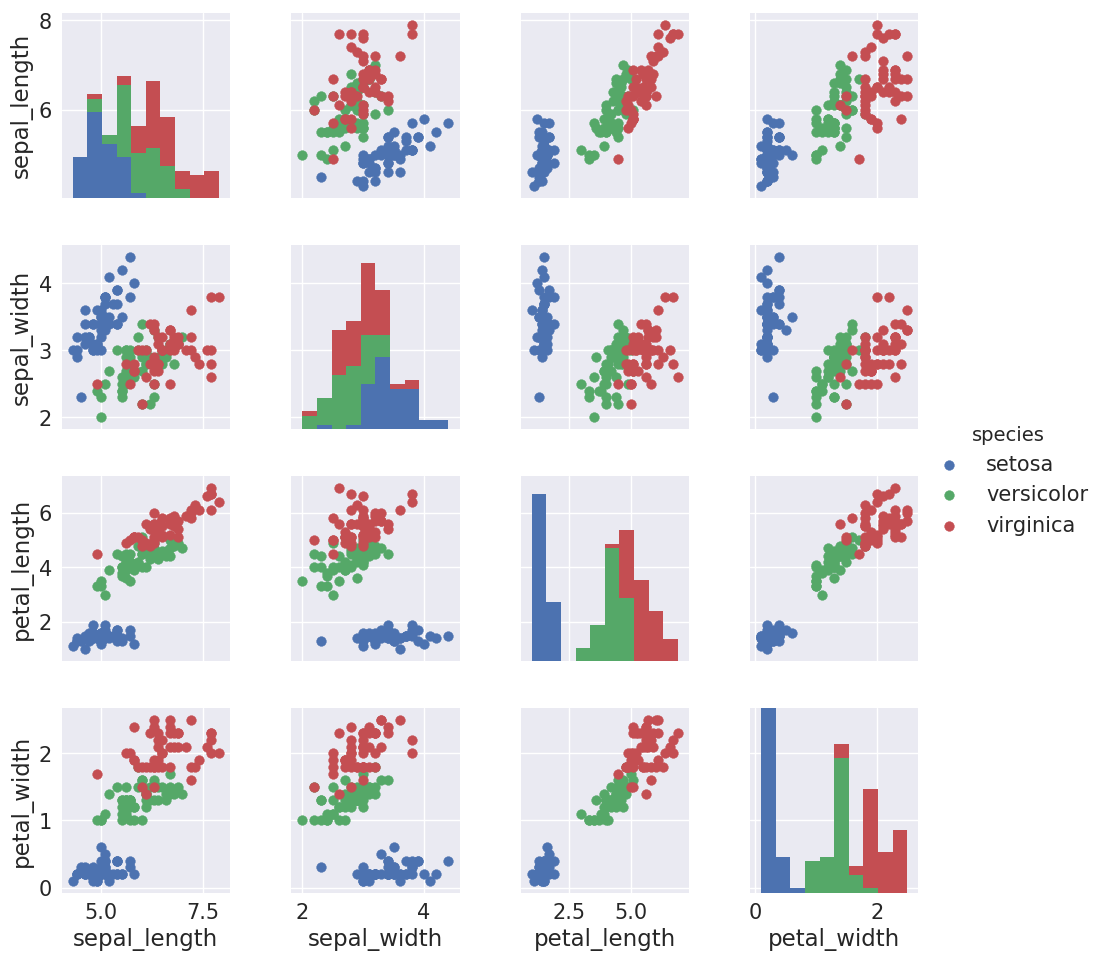 8
6
sepal_length
4
3
2
sepal_width
species
setosa
versicolor
virginica
6
4
2
petal_length
2
1
0
petal_width
5.0 7.5 2 4 2.5 5.0 0 2
sepal_length sepal_width petal_length petal_width